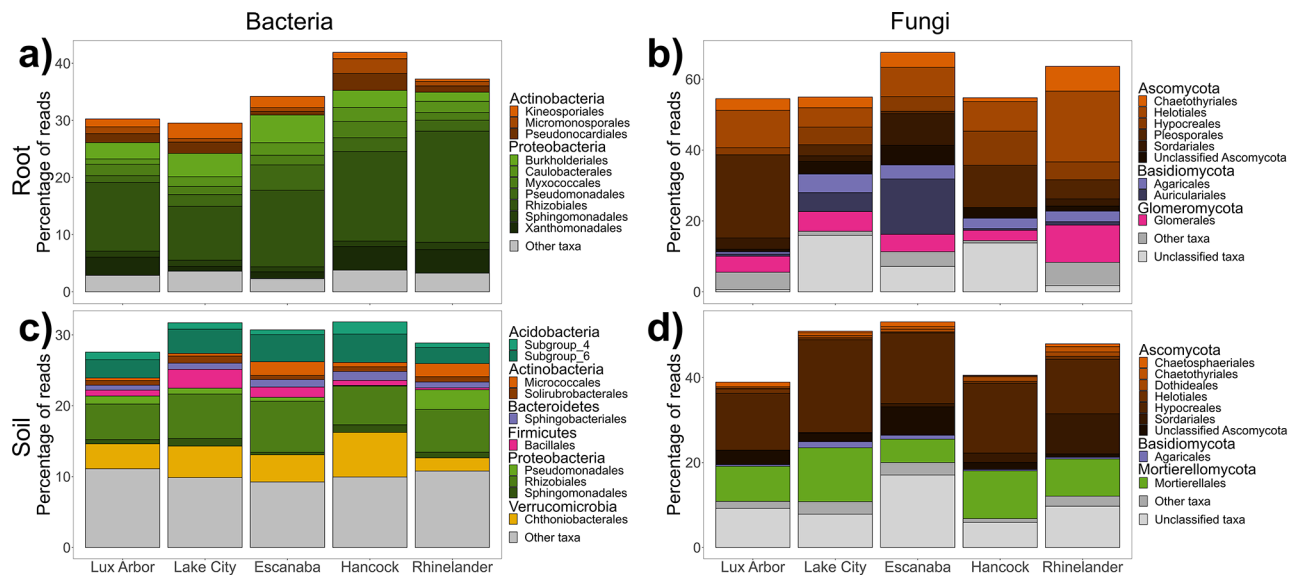 Bacteria
Fungi
a)
Root
Percentage of reads
40
30
20
10
0
Actinobacteria
Kineosporiales
Micromonosporales
Pseudonocardiales
Proteobacteria
Burkholderiales
Caulobacterales
Myxococcales
Pseudomonadales
Rhizobiales
Sphingomonadales
Xanthomonadales
Other taxa
b)
Percentage of reads
60
40
20
0
Ascomycota
Chaetothyriales
Helotiales
Hypocreales
Pleosporales
Sordariales
Unclassified Ascomycota
Basidiomycota
Agaricales
Auriculariales
Glomeromycota
Glomerales
Other taxa
Unclassified taxa
c)
Soil
Percentage of reads
30
20
10
0
Acidobacteria
Subgroup_4
Subgroup_6
Actinobacteria
Micrococcales
Solirubrobacterales
Bacteroidetes
Sphingobacteriales
Firmicutes
Bacillales
Proteobacteria
Pseudomonadales
Rhizobiales
Sphingomonadales
Verrucomicrobia
Chthoniobacterales
Other taxa
Lux Arbor Lake City Escanaba Hancock Rhinelander
d)
Percentage of reads
40
20
0
Ascomycota
Chaetosphaeriales
Chaetothyriales
Dothideales
Helotiales
Hypocreales
Sordariales
Unclassified Ascomycota
Basidiomycota
Agaricales
Mortierellomycota
Mortierellales
Other taxa
Unclassified taxa
Lux Arbor Lake City Escanaba Hancock Rhinelander